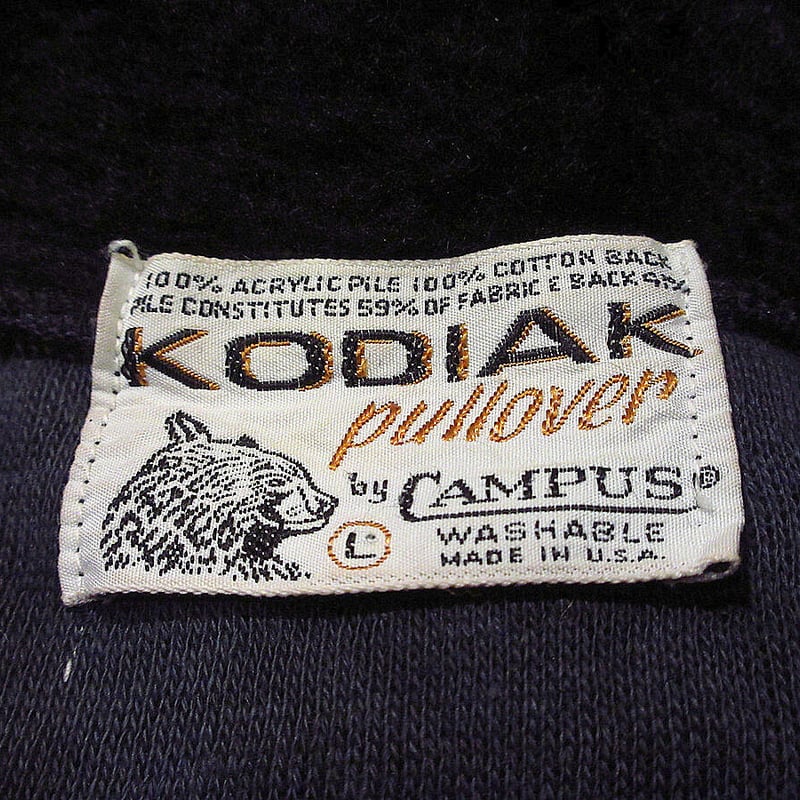 100% ACRYLIC PILE 100% COTTON BACK
PILE CONSTITUTES 59% OF FABRIC & BACK 41%
KODIAK
pullover
by CAMPUS ®
L
WASHABLE
MADE IN U.S.A.